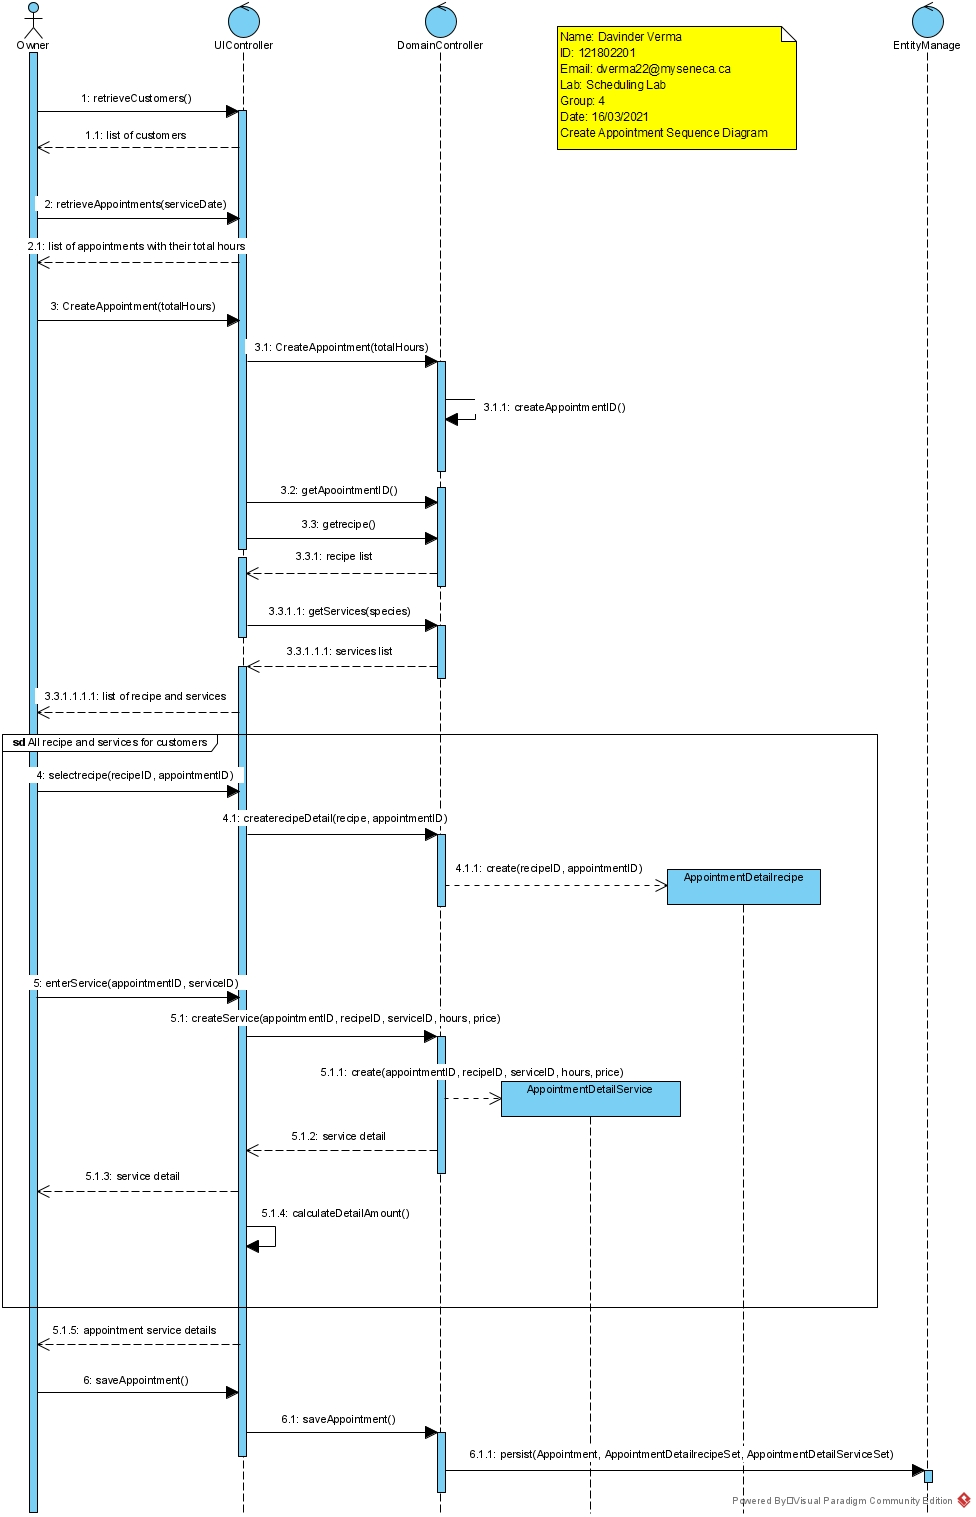 Owner
UIController
DomainController
EntityManage
Name: Davinder Verma
ID: 121802201
Email: dverma22@myseneca.ca
Lab: Scheduling Lab
Group: 4
Date: 16/03/2021
Create Appointment Sequence Diagram
1: retrieveCustomers()
1.1: list of customers
2: retrieveAppointments(serviceDate)
2.1: list of appointments with their total hours
3: CreateAppointment(totalHours)
3.1: CreateAppointment(totalHours)
3.1.1: createAppointmentID()
3.2: getApoointmentID()
3.3: getrecipe()
3.3.1: recipe list
3.3.1.1: getServices(species)
3.3.1.1.1: services list
3.3.1.1.1.1: list of recipe and services
sd All recipe and services for customers
4: selectrecipe(recipeID, appointmentID)
4.1: createrecipeDetail(recipe, appointmentID)
4.1.1: create(recipeID, appointmentID)
AppointmentDetailrecipe
5: enterService(appointmentID, serviceID)
5.1: createService(appointmentID, recipeID, serviceID, hours, price)
5.1.1: create(appointmentID, recipeID, serviceID, hours, price)
AppointmentDetailService
5.1.2: service detail
5.1.3: service detail
5.1.4: calculateDetailAmount()
5.1.5: appointment service details
6: saveAppointment()
6.1: saveAppointment()
6.1.1: persist(Appointment, AppointmentDetailrecipeSet, AppointmentDetailServiceSet)
Powered By Visual Paradigm Community Edition